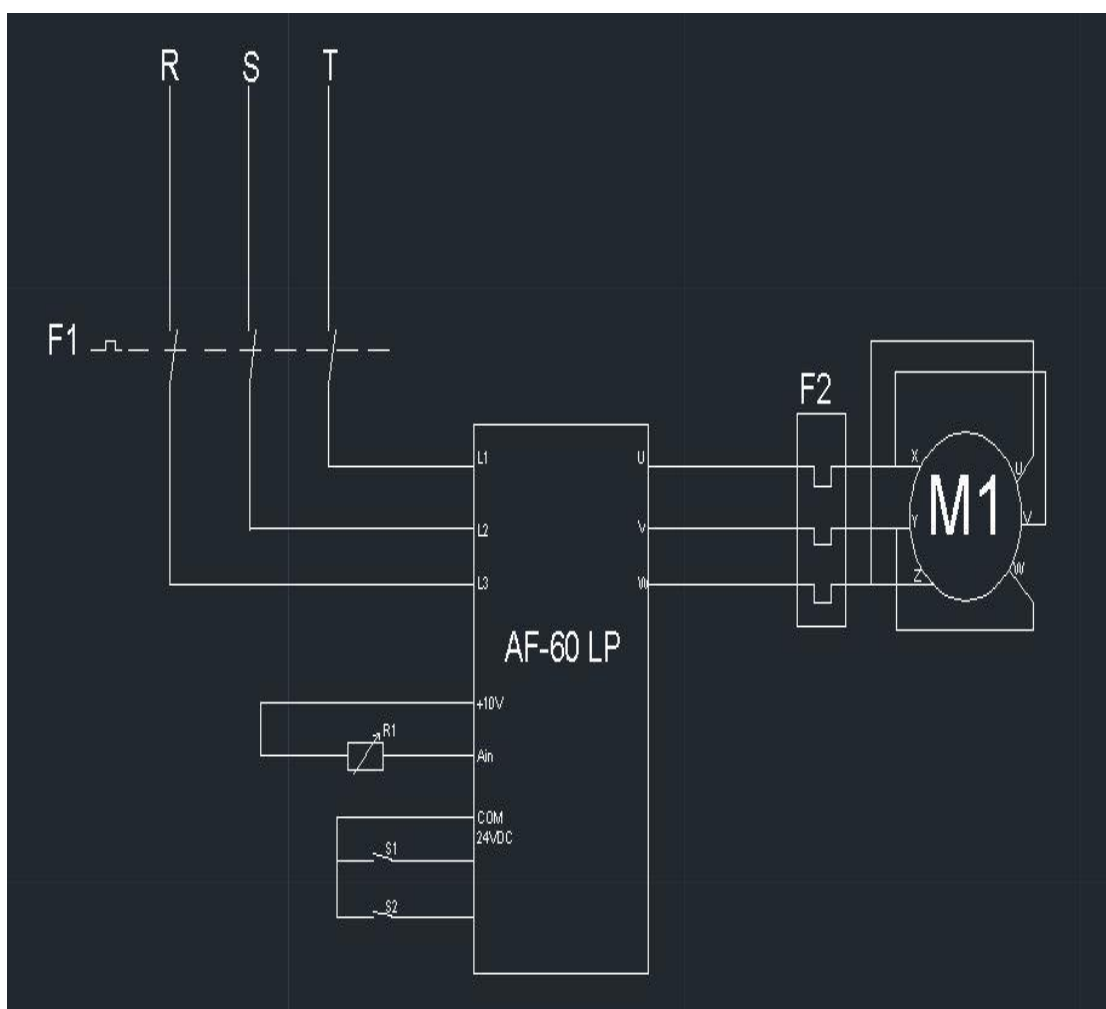 R S T
F1
F2
L1 U X U
M1
L2 V Y V
L3 W Z W
AF-60 LP
+10V
R1
Ain
COM
24VDC
S1
S2